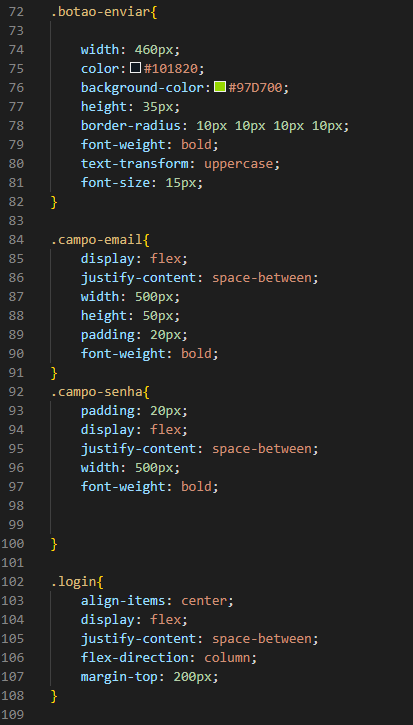 72 .botao-enviar{
73
74 width: 460px;
75 color: #101820;
76 background-color: #97D700;
77 height: 35px;
78 border-radius: 10px 10px 10px 10px;
79 font-weight: bold;
80 text-transform: uppercase;
81 font-size: 15px;
82 }
83
84 .campo-email{
85 display: flex;
86 justify-content: space-between;
87 width: 500px;
88 height: 50px;
89 padding: 20px;
90 font-weight: bold;
91 }
92 .campo-senha{
93 padding: 20px;
94 display: flex;
95 justify-content: space-between;
96 width: 500px;
97 font-weight: bold;
98
99
100 }
101
102 .login{
103 align-items: center;
104 display: flex;
105 justify-content: space-between;
106 flex-direction: column;
107 margin-top: 200px;
108 }
109